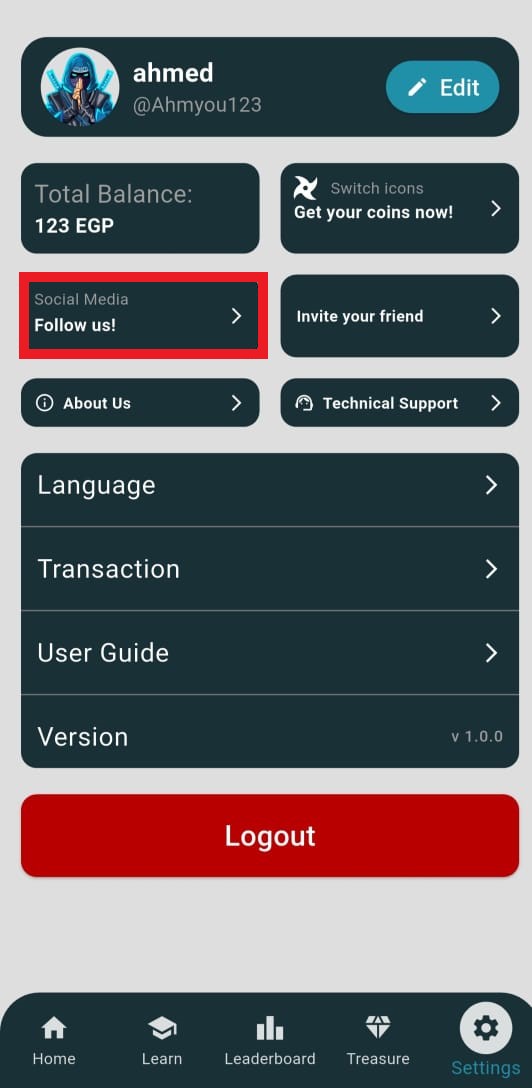 ahmed
@Ahmyou123
Edit
Total Balance:
123 EGP
Switch icons
Get your coins now!
Social Media
Follow us!
Invite your friend
About Us
Technical Support
Language
Transaction
User Guide
Version
v 1.0.0
Logout
Home
Learn
Leaderboard
Treasure
Settings